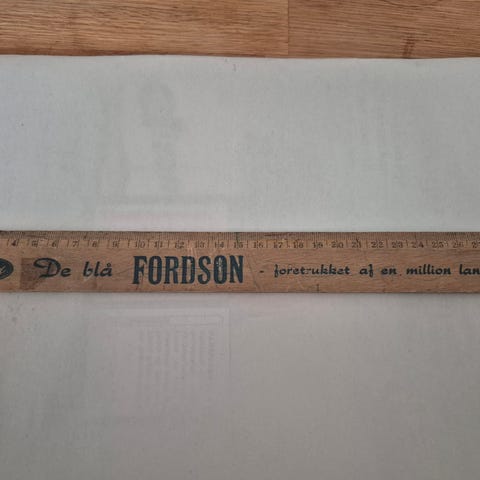 4 5 6 7 8 9 10 11 12 13 14 15 16 17 18 19 20 21 22 23 24 25 26
De blå FORDSON - foretrukket af en million lan